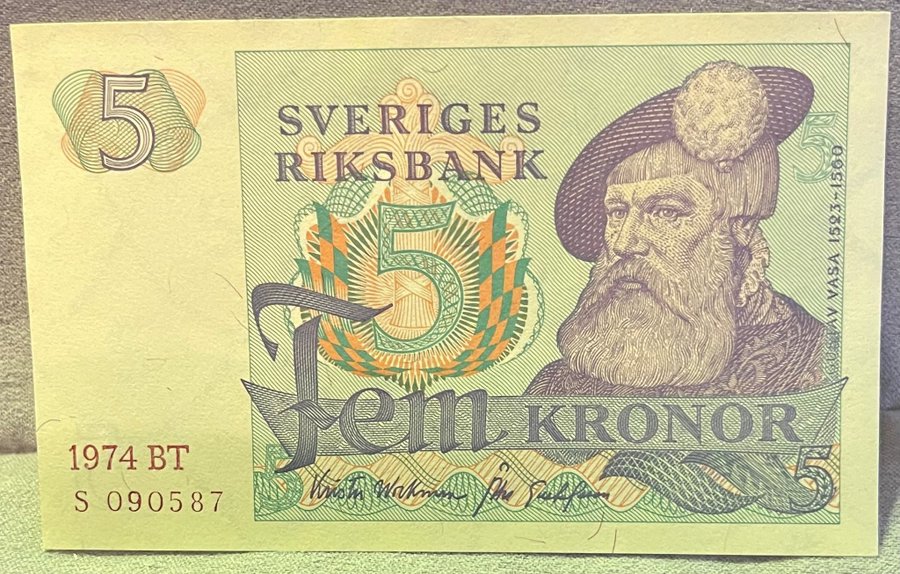 5
SVERIGES
RIKSBANK
5
5
Fem KRONOR
GUSTAV VASA 1523-1560
1974 BT
S 090587
5
5